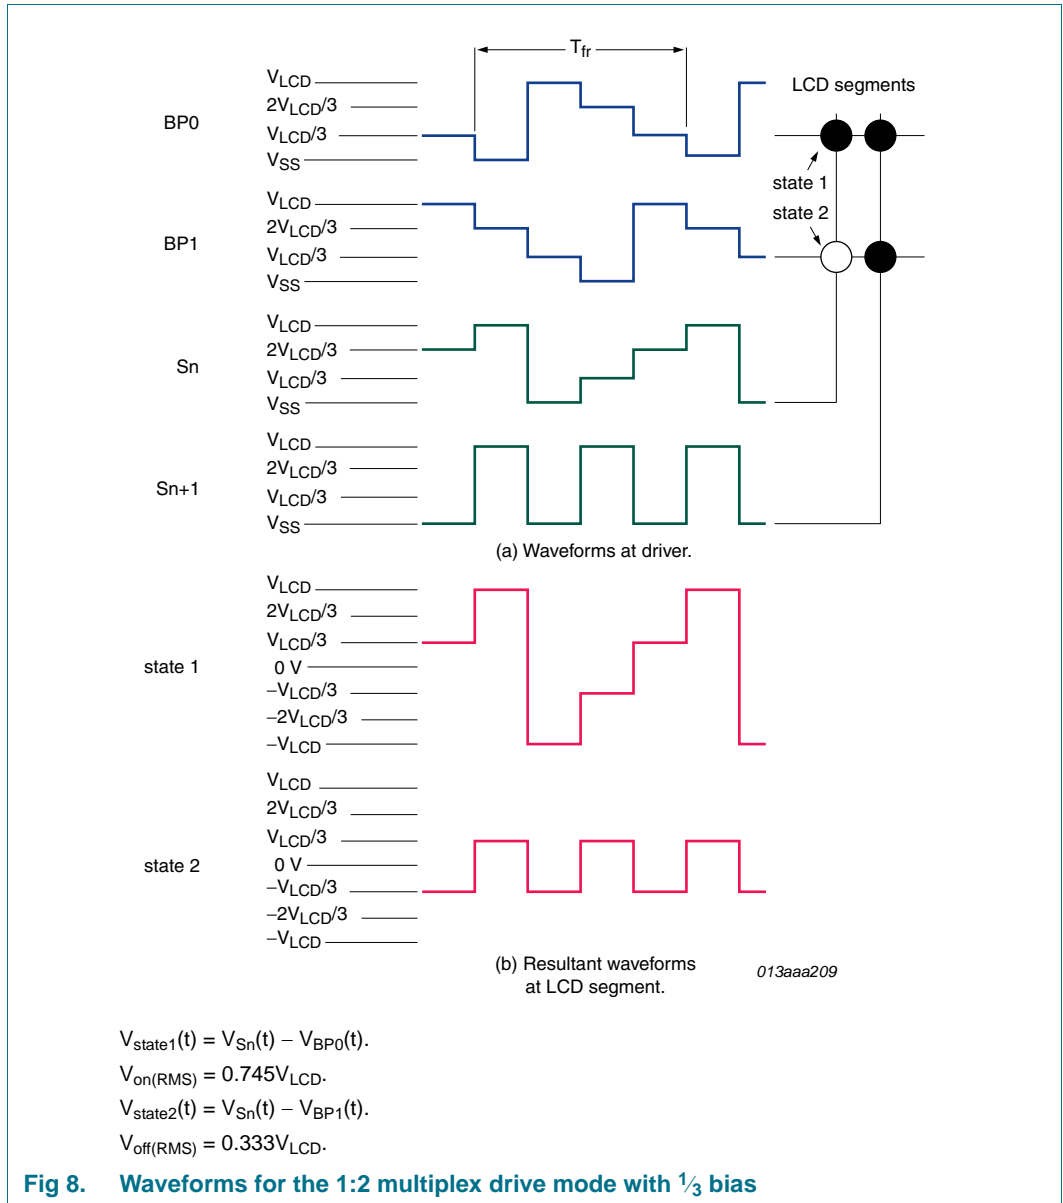 Tfr
VLCD
2VLCD/3
VLCD/3
VSS
BP0
LCD segments
state 1
state 2
VLCD
2VLCD/3
VLCD/3
VSS
BP1
VLCD
2VLCD/3
VLCD/3
VSS
Sn
VLCD
2VLCD/3
VLCD/3
VSS
Sn+1
(a) Waveforms at driver.
VLCD
2VLCD/3
VLCD/3
0 V
−VLCD/3
−2VLCD/3
−VLCD
state 1
VLCD
2VLCD/3
VLCD/3
0 V
−VLCD/3
−2VLCD/3
−VLCD
state 2
(b) Resultant waveforms
at LCD segment.
013aaa209
Vstate1(t) = VSn(t) − VBP0(t).
Von(RMS) = 0.745VLCD.
Vstate2(t) = VSn(t) − VBP1(t).
Voff(RMS) = 0.333VLCD.
Fig 8. Waveforms for the 1:2 multiplex drive mode with 1⁄3 bias